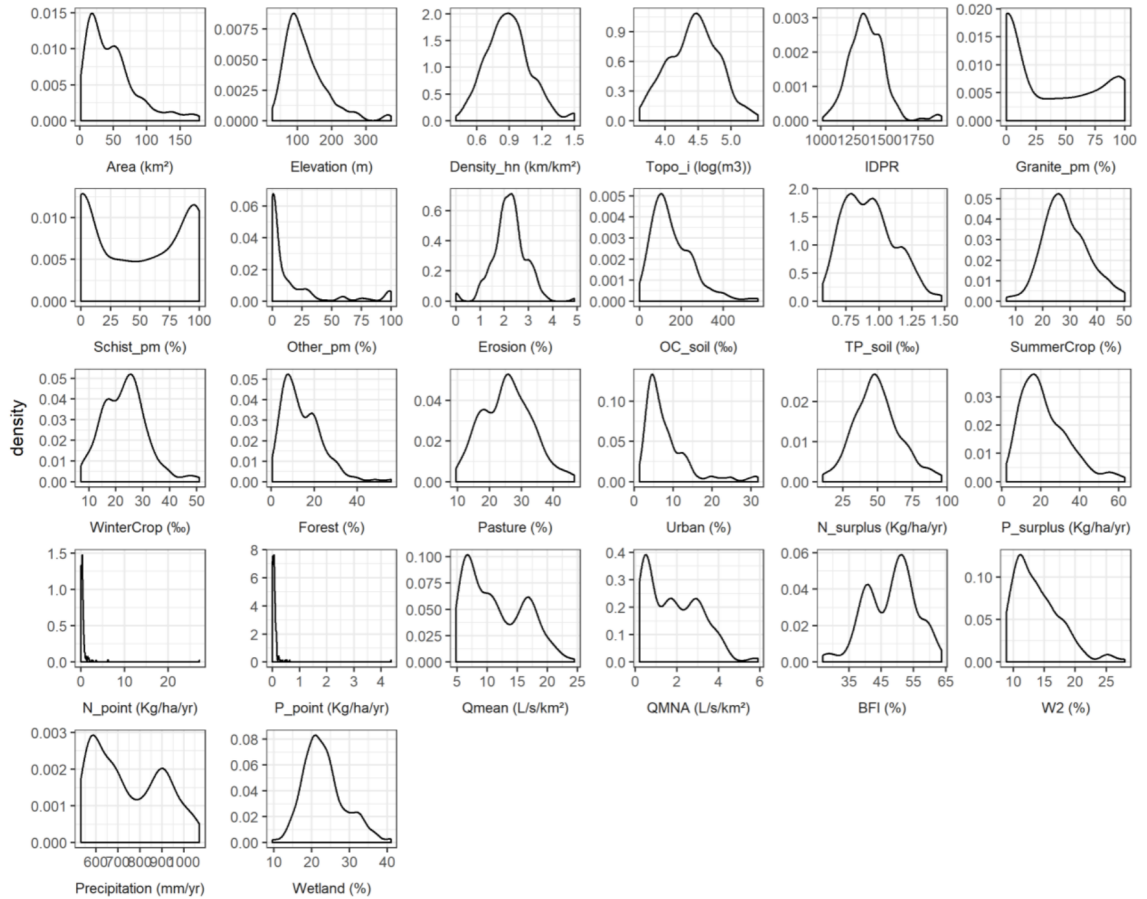 0.015
0.010
0.005
0.000
0 50 100 150
Area (km²)
0.0075
0.0050
0.0025
0.0000
100 200 300
Elevation (m)
2.0
1.5
1.0
0.5
0.0
0.6 0.9 1.2 1.5
Density_hn (km/km²)
0.9
0.6
0.3
0.0
4.0 4.5 5.0
Topo_i (log(m3))
0.003
0.002
0.001
0.000
1000 1250 1500 1750
IDPR
0.020
0.015
0.010
0.005
0.000
0 25 50 75 100
Granite_pm (%)
0.010
0.005
0.000
0 25 50 75 100
Schist_pm (%)
0.06
0.04
0.02
0.00
0 25 50 75 100
Other_pm (%)
0.6
0.4
0.2
0.0
0 1 2 3 4 5
Erosion (%)
0.005
0.004
0.003
0.002
0.001
0.000
0 200 400
OC_soil (‰)
2.0
1.5
1.0
0.5
0.0
0.75 1.00 1.25 1.50
TP_soil (‰)
0.05
0.04
0.03
0.02
0.01
0.00
10 20 30 40 50
SummerCrop (%)
density
0.05
0.04
0.03
0.02
0.01
0.00
10 20 30 40 50
WinterCrop (‰)
0.05
0.04
0.03
0.02
0.01
0.00
0 20 40
Forest (%)
0.04
0.02
0.00
10 20 30 40
Pasture (%)
0.10
0.05
0.00
0 10 20 30
Urban (%)
0.02
0.01
0.00
25 50 75 100
N_surplus (Kg/ha/yr)
0.03
0.02
0.01
0.00
0 20 40 60
P_surplus (Kg/ha/yr)
1.5
1.0
0.5
0.0
0 10 20
N_point (Kg/ha/yr)
8
6
4
2
0
0 1 2 3 4
P_point (Kg/ha/yr)
0.100
0.075
0.050
0.025
0.000
5 10 15 20 25
Qmean (L/s/km²)
0.4
0.3
0.2
0.1
0.0
0 2 4 6
QMNA (L/s/km²)
0.06
0.04
0.02
0.00
35 45 55 65
BFI (%)
0.10
0.05
0.00
10 15 20 25
W2 (%)
0.003
0.002
0.001
0.000
600 700 800 900 1000
Precipitation (mm/yr)
0.08
0.06
0.04
0.02
0.00
10 20 30 40
Wetland (%)